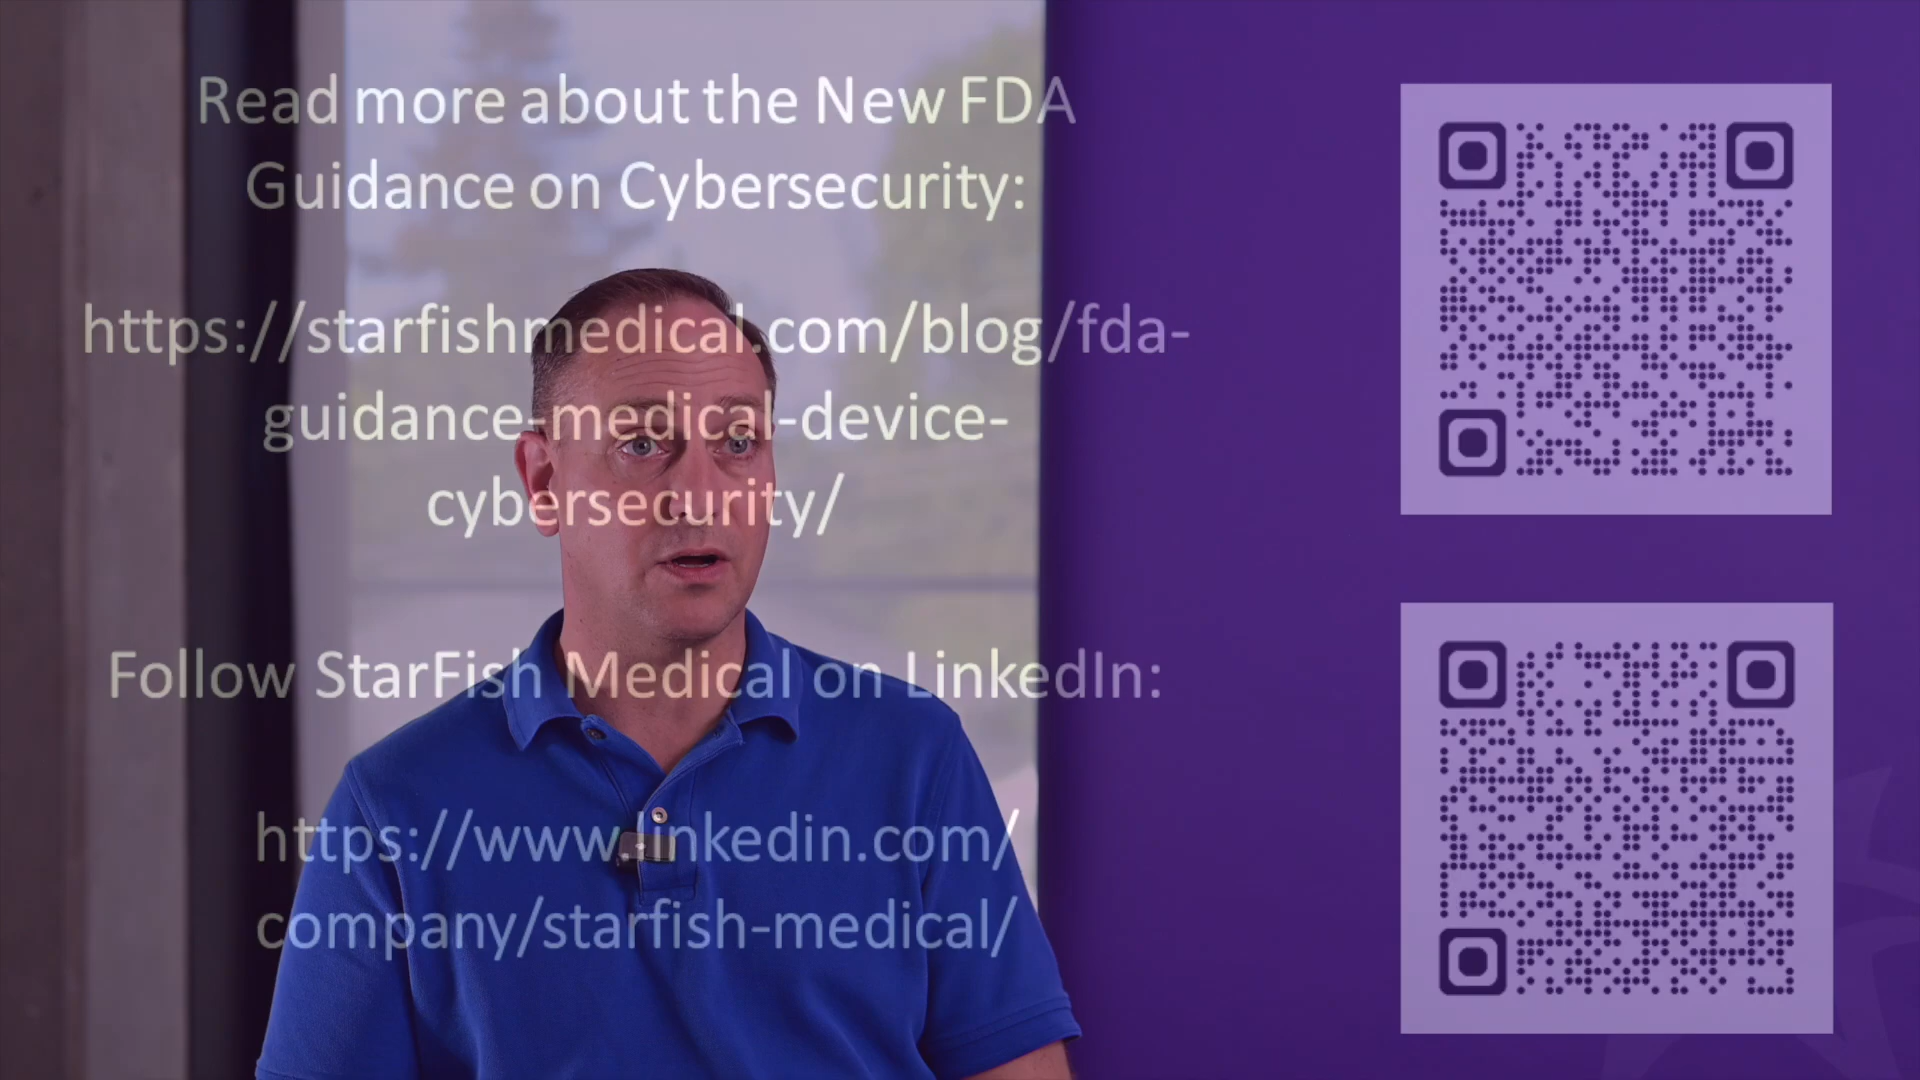 Read more about the New FDA
Guidance on Cybersecurity:
https://starfishmedical.com/blog/fda-
guidance-medical-device-
cybersecurity/
Follow StarFish Medical on LinkedIn:
https://www.linkedin.com/
company/starfish-medical/